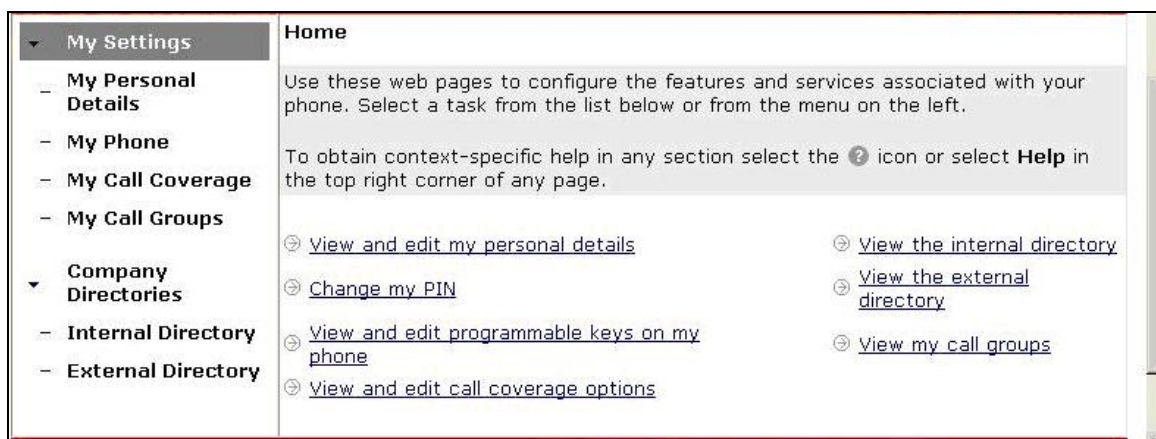 My Settings
My Personal
Details
My Phone
My Call Coverage
My Call Groups
Company
Directories
Internal Directory
External Directory
Home
Use these web pages to configure the features and services associated with your
phone. Select a task from the list below or from the menu on the left.
To obtain context-specific help in any section select the ? icon or select Help in
the top right corner of any page.
View and edit my personal details
Change my PIN
View and edit programmable keys on my
phone
View and edit call coverage options
View the internal directory
View the external
directory
View my call groups